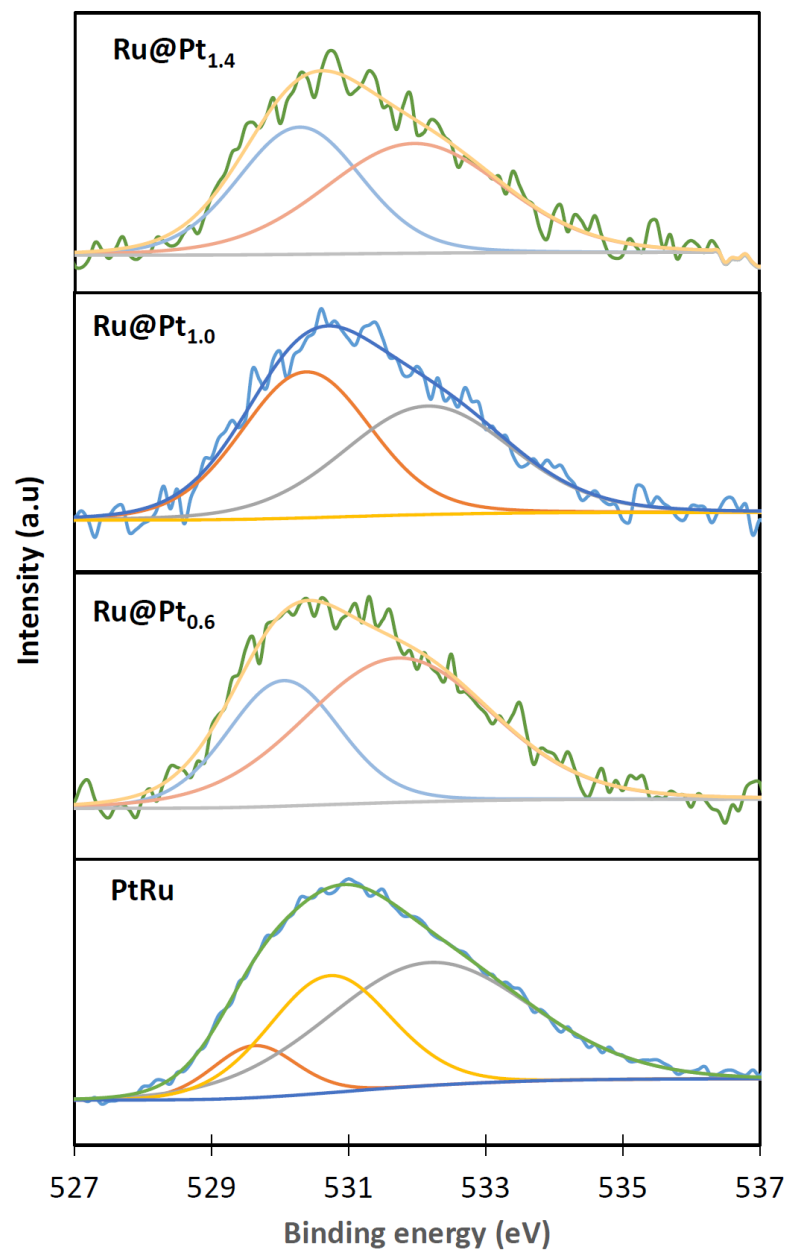 Ru@Pt1.4
Ru@Pt1.0
Ru@Pt0.6
PtRu
Intensity (a.u)
527 529 531 533 535 537
Binding energy (eV)